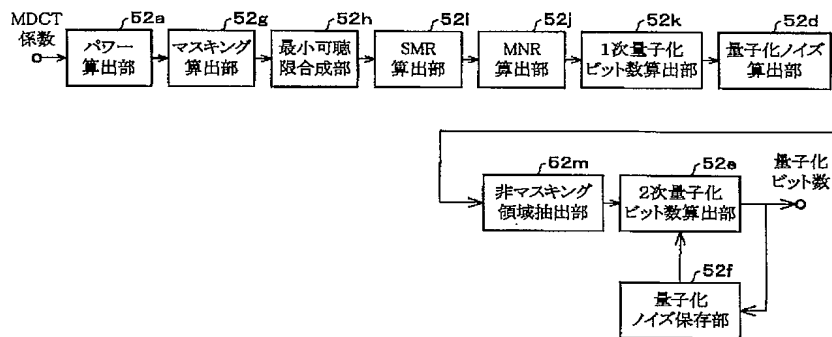 MDCT
係数
52a
パワー
算出部
52g
マスキング
算出部
52h
最小可聴
限合成部
52i
SMR
算出部
52j
MNR
算出部
52k
1次量子化
ビット数算出部
52d
量子化ノイズ
算出部
52m
非マスキング
領域抽出部
52e
2次量子化
ビット数算出部
量子化
ビット数
52f
量子化
ノイズ保存部